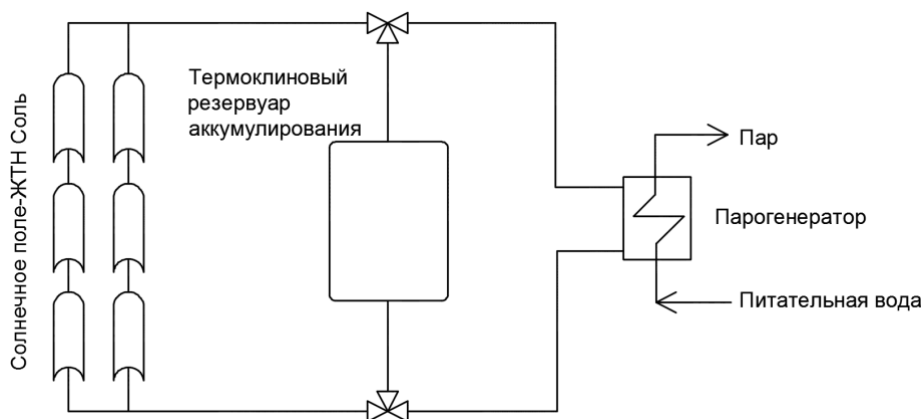 Солнечное поле-ЖТН Соль
Термоклиновый
резервуар
аккумулирования
Пар
Парогенератор
Питательная вода